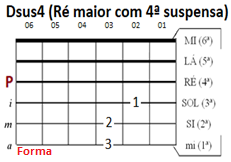 Dsus4 (Ré maior com 4ª suspensa)
06 05 04 03 02 01
MI (6ª)
LÀ (5ª)
P RÉ (4ª)
i 1 SOL (3ª)
m 2 SI (2ª)
a 3 mi (1ª)
Forma